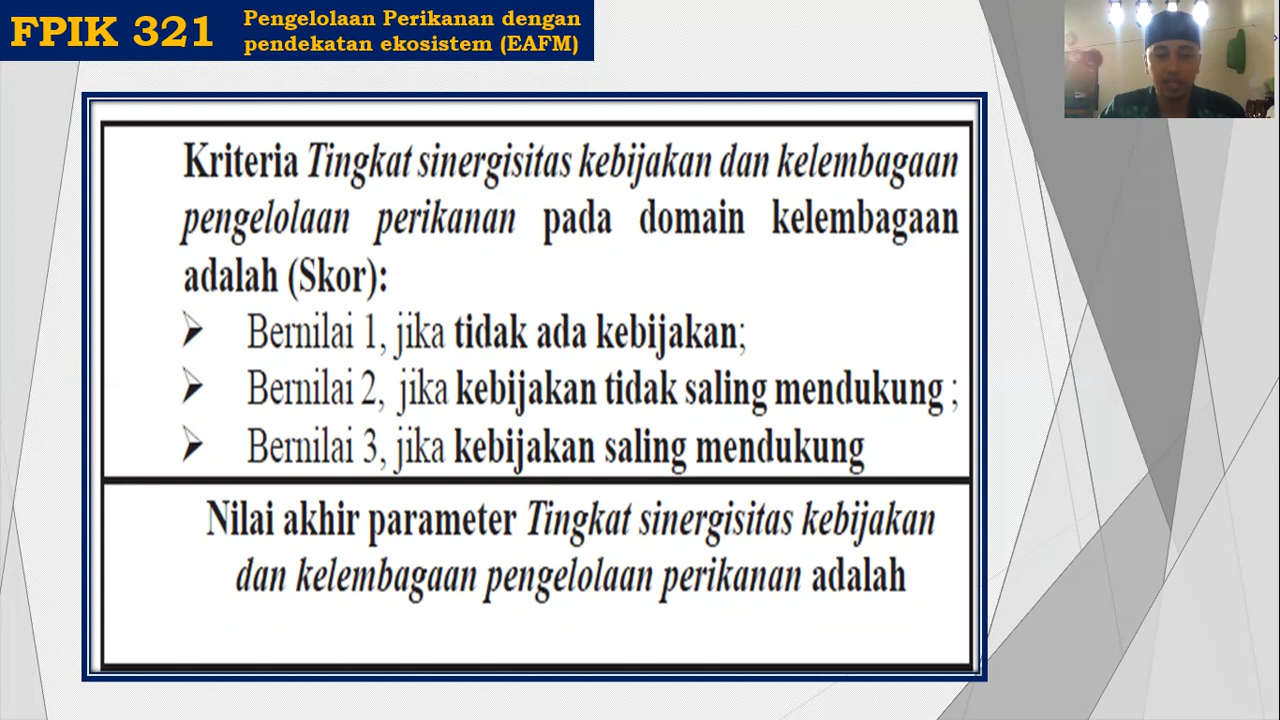 FPIK 321
Pengelolaan Perikanan dengan
pendekatan ekosistem (EAFM)
Kriteria Tingkat sinergisitas kebijakan dan kelembagaan
pengelolaan perikanan pada domain kelembagaan
adalah (Skor):
➢ Bernilai 1, jika tidak ada kebijakan;
➢ Bernilai 2, jika kebijakan tidak saling mendukung ;
➢ Bernilai 3, jika kebijakan saling mendukung
Nilai akhir parameter Tingkat sinergisitas kebijakan
dan kelembagaan pengelolaan perikanan adalah